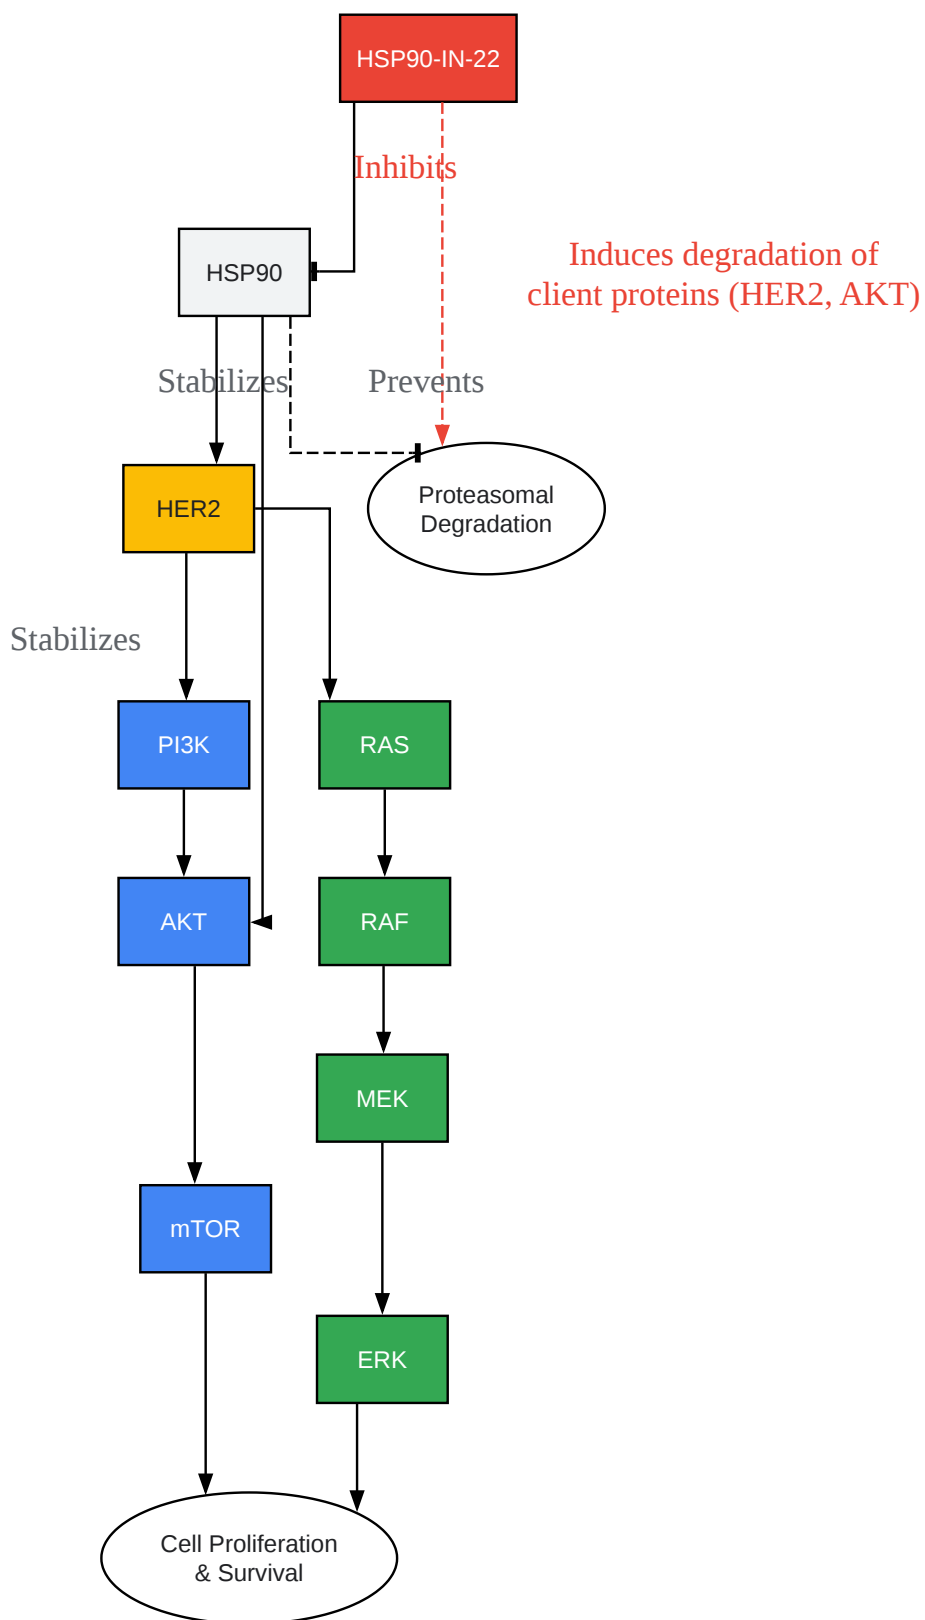 HSP90-IN-22
Inhibits
Induces degradation of
client proteins (HER2, AKT)
HSP90
Stabilizes
Prevents
Proteasomal
Degradation
HER2
Stabilizes
PI3K
RAS
AKT
RAF
MEK
mTOR
ERK
Cell Proliferation
& Survival